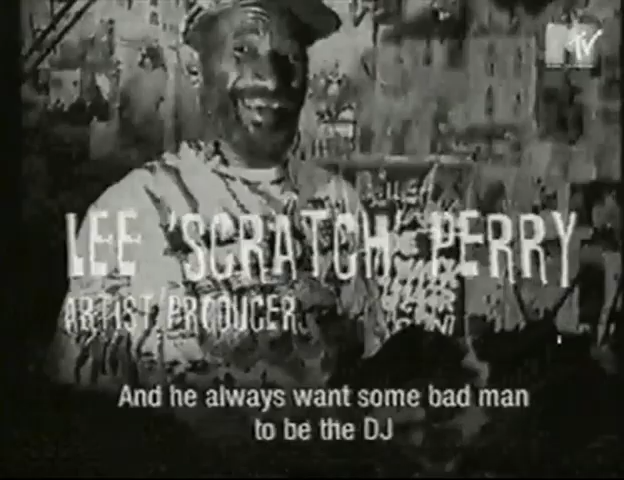 MTV
LEE 'SCRATCH' PERRY
ARTIST/PRODUCER
And he always want some bad man
to be the DJ